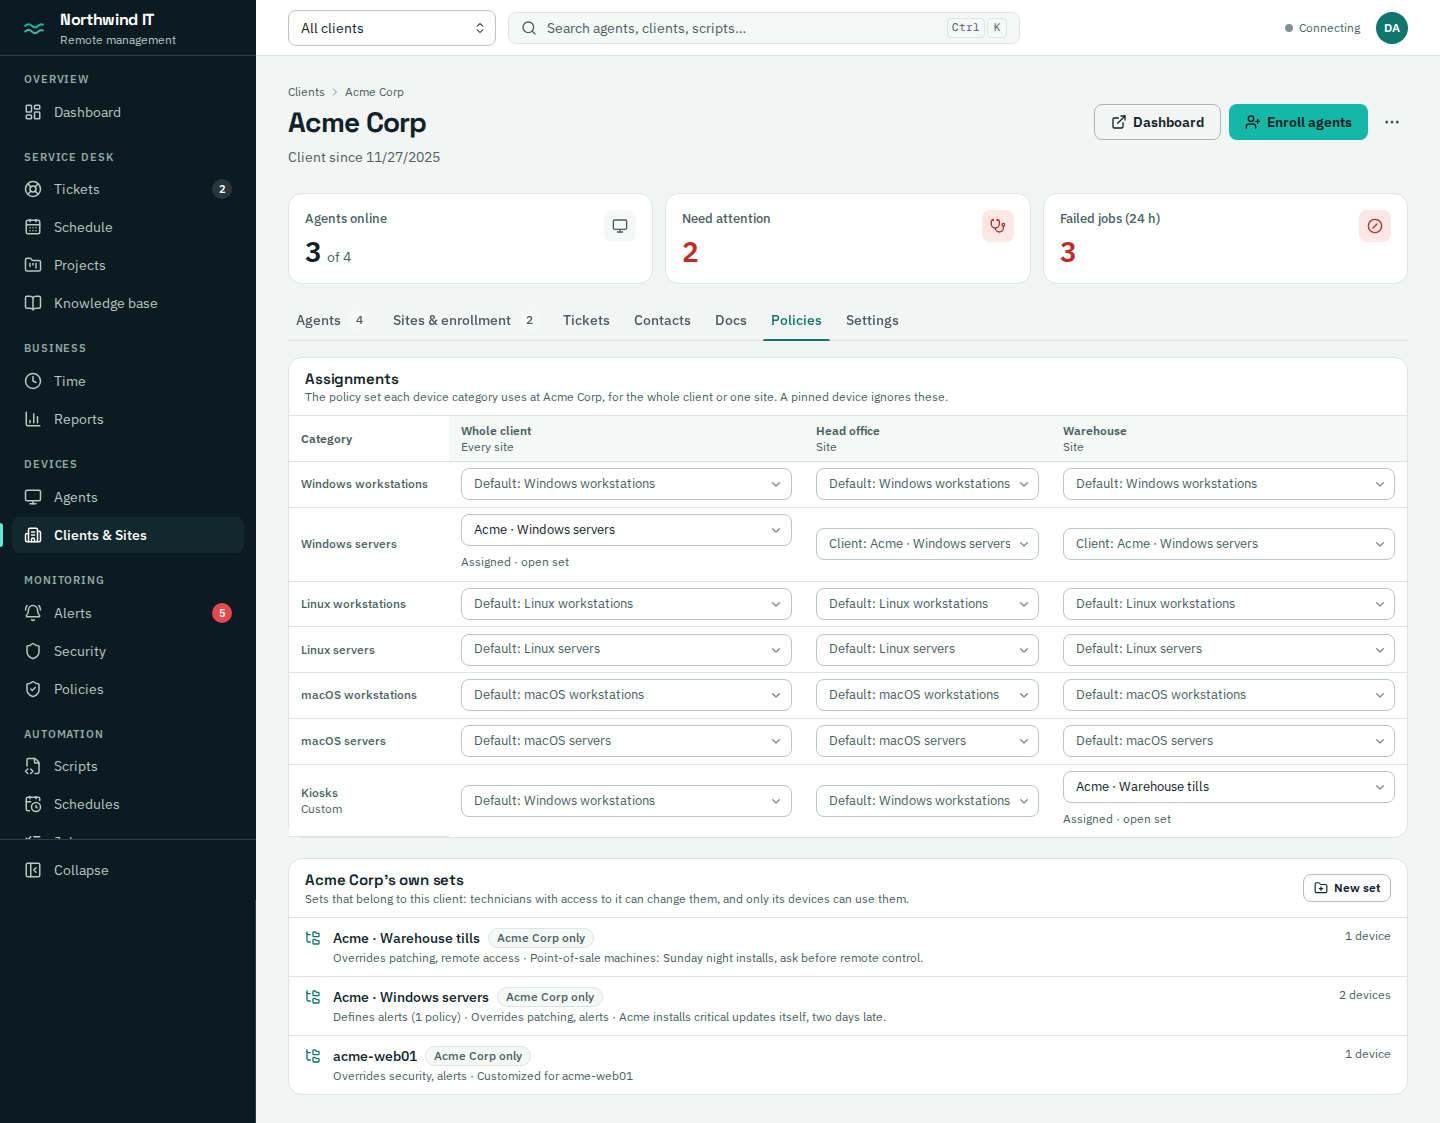 Northwind IT
Remote management
OVERVIEW
Dashboard
SERVICE DESK
Tickets 2
Schedule
Projects
Knowledge base
BUSINESS
Time
Reports
DEVICES
Agents
Clients & Sites
MONITORING
Alerts 5
Security
Policies
AUTOMATION
Scripts
Schedules
Collapse
All clients
Search agents, clients, scripts... Ctrl K
Connecting DA
Clients > Acme Corp
Acme Corp
Client since 11/27/2025
Dashboard
Enroll agents
Agents online
3 of 4
Need attention
2
Failed jobs (24 h)
3
Agents 4 Sites & enrollment 2 Tickets Contacts Docs Policies Settings
Assignments
The policy set each device category uses at Acme Corp, for the whole client or one site. A pinned device ignores these.
Category
Whole client
Every site
Head office
Site
Warehouse
Site
Windows workstations Default: Windows workstations Default: Windows workstations Default: Windows workstations
Windows servers Acme · Windows servers Client: Acme · Windows servers Client: Acme · Windows servers
Assigned · open set
Linux workstations Default: Linux workstations Default: Linux workstations Default: Linux workstations
Linux servers Default: Linux servers Default: Linux servers Default: Linux servers
macOS workstations Default: macOS workstations Default: macOS workstations Default: macOS workstations
macOS servers Default: macOS servers Default: macOS servers Default: macOS servers
Kiosks
Custom
Default: Windows workstations Default: Windows workstations Acme · Warehouse tills
Assigned · open set
Acme Corp's own sets
Sets that belong to this client: technicians with access to it can change them, and only its devices can use them.
New set
Acme · Warehouse tills Acme Corp only 1 device
Overrides patching, remote access · Point-of-sale machines: Sunday night installs, ask before remote control.
Acme · Windows servers Acme Corp only 2 devices
Defines alerts (1 policy) · Overrides patching, alerts · Acme installs critical updates itself, two days late.
acme-web01 Acme Corp only 1 device
Overrides security, alerts · Customized for acme-web01